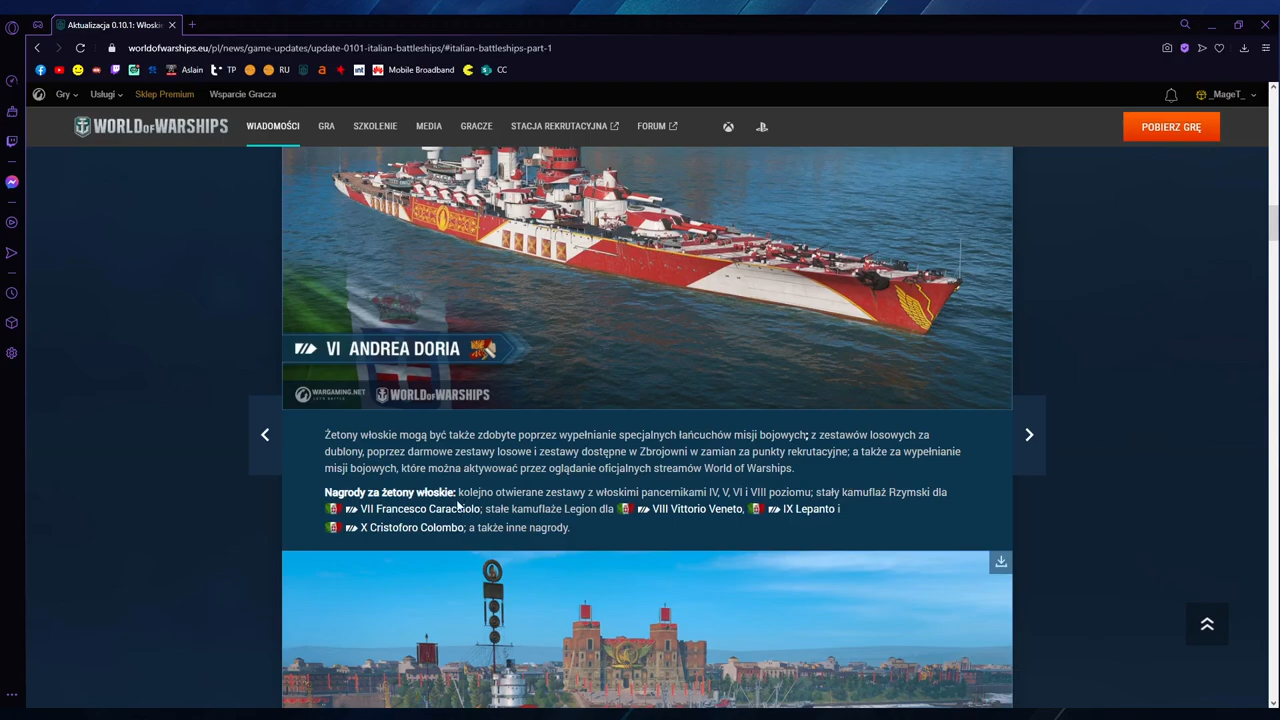 Aktualizacja 0.10.1: Włoski
worldofwarships.eu/pl/news/game-updates/update-0101-italian-battleships/#italian-battleships-part-1
Aslain TP RU int Mobile Broadband CC
Gry Usługi Sklep Premium Wsparcie Gracza _MageT_
WORLD OF WARSHIPS WIADOMOŚCI GRA SZKOLENIE MEDIA GRACZE STACJA REKRUTACYJNA FORUM POBIERZ GRĘ
VI ANDREA DORIA
WARGAMING.NET LET'S BATTLE WORLD OF WARSHIPS
Żetony włoskie mogą być także zdobyte poprzez wypełnianie specjalnych łańcuchów misji bojowych; z zestawów losowych za
dublony, poprzez darmowe zestawy losowe i zestawy dostępne w Zbrojowni w zamian za punkty rekrutacyjne; a także za wypełnianie
misji bojowych, które można aktywować przez oglądanie oficjalnych streamów World of Warships.
Nagrody za żetony włoskie: kolejno otwierane zestawy z włoskimi pancernikami IV, V, VI i VIII poziomu; stały kamuflaż Rzymski dla
VII Francesco Caracciolo; stałe kamuflaże Legion dla VIII Vittorio Veneto, IX Lepanto i
X Cristoforo Colombo; a także inne nagrody.